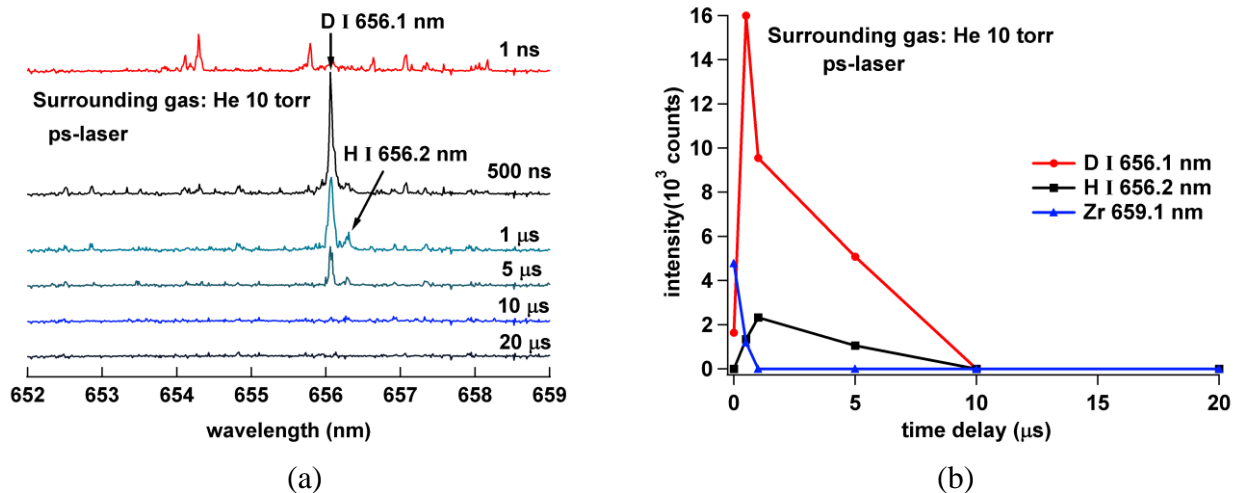 D I 656.1 nm
1 ns
Surrounding gas: He 10 torr
ps-laser
H I 656.2 nm
500 ns
1 μs
5 μs
10 μs
20 μs
652 653 654 655 656 657 658 659
wavelength (nm)
(a)
Surrounding gas: He 10 torr
ps-laser
16
14
12
10
8
6
4
2
0
intensity(10³ counts)
D I 656.1 nm
H I 656.2 nm
Zr 659.1 nm
0 5 10 15 20
time delay (μs)
(b)